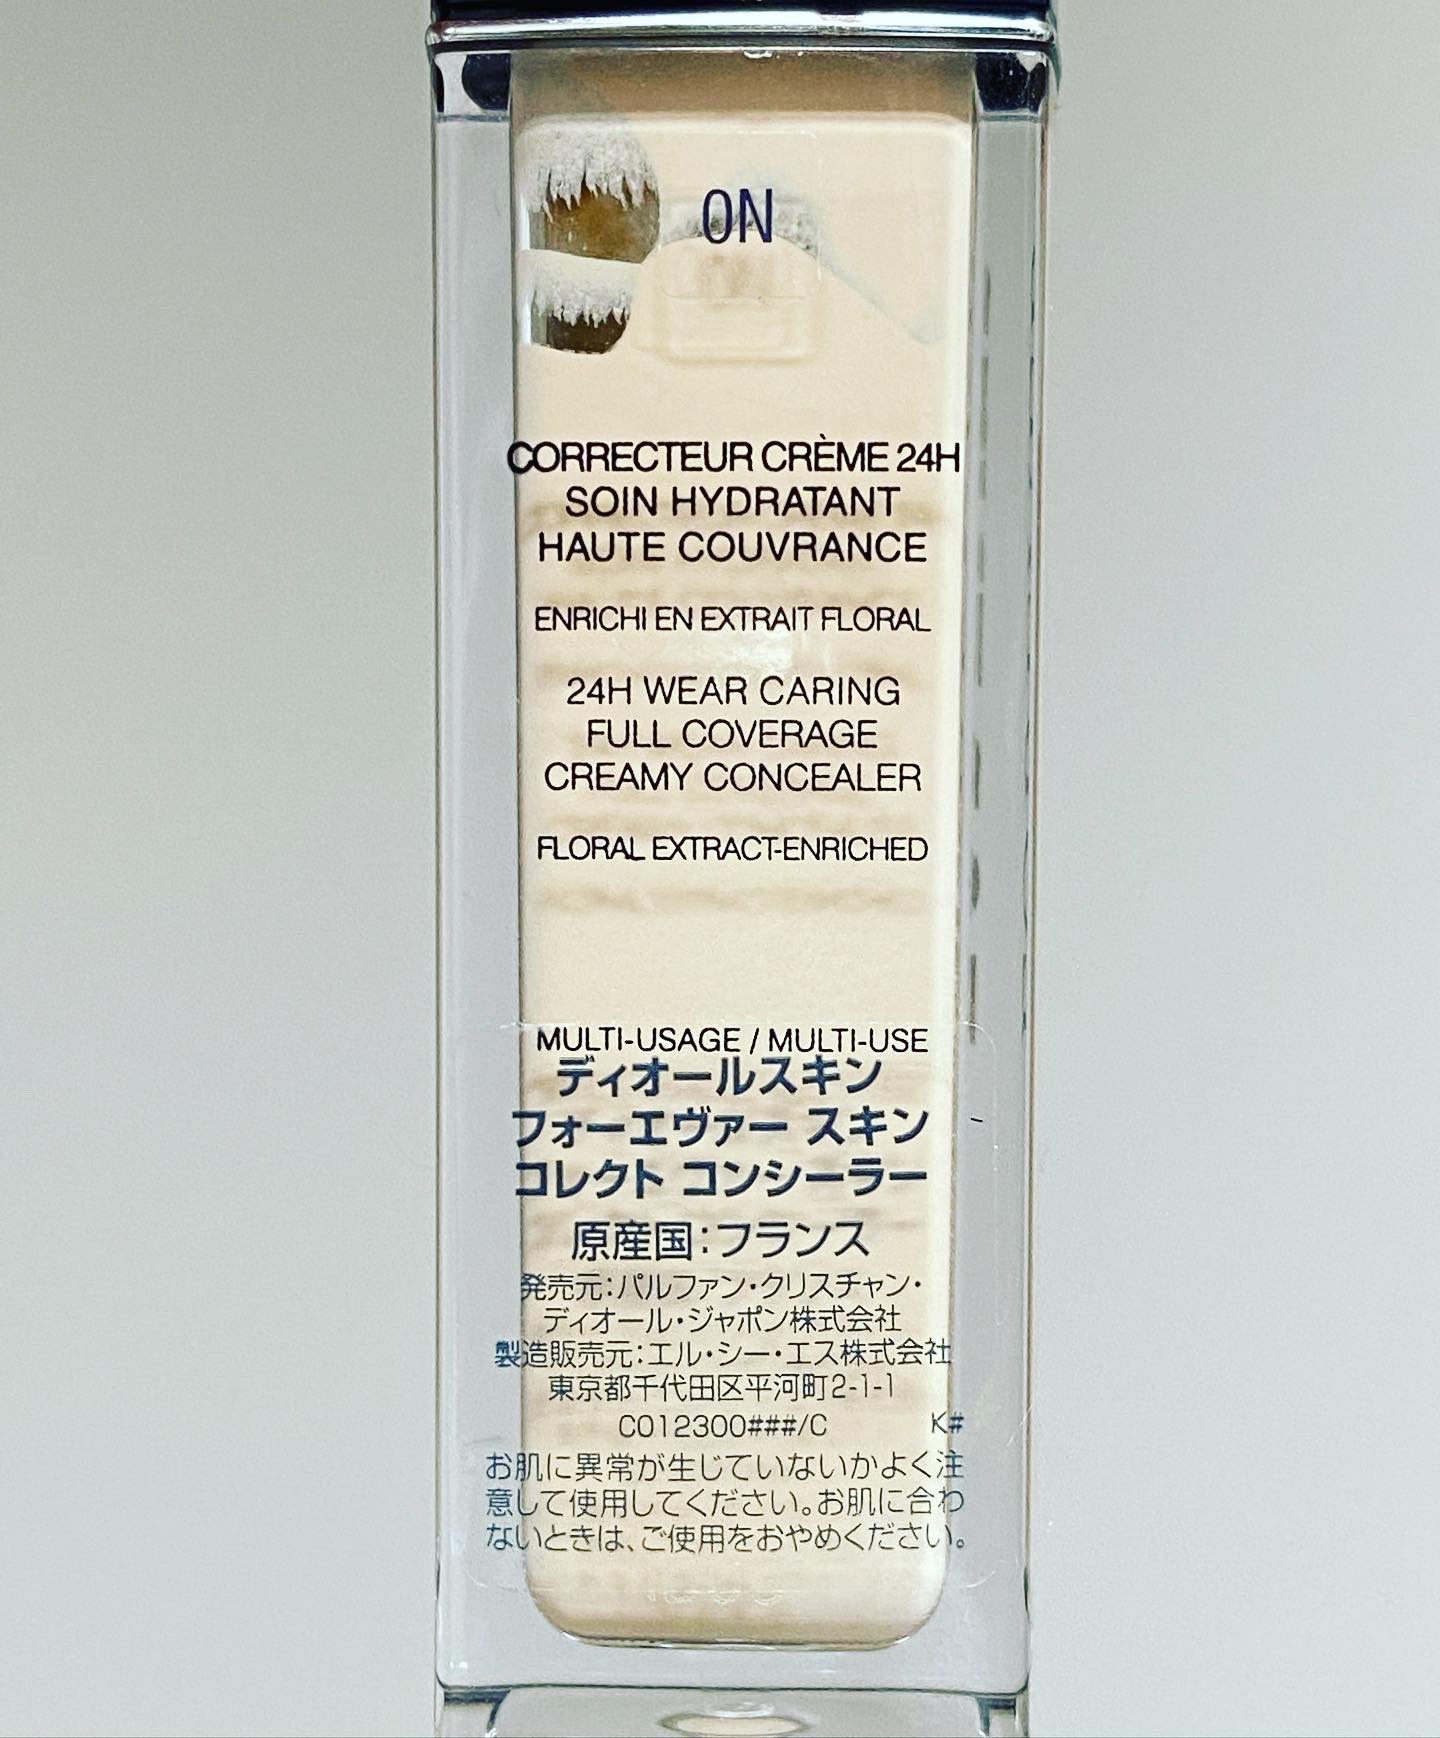 0N
CORRECTEUR CRÈME 24H
SOIN HYDRATANT
HAUTE COUVRANCE
ENRICHI EN EXTRAIT FLORAL
24H WEAR CARING
FULL COVERAGE
CREAMY CONCEALER
FLORAL EXTRACT-ENRICHED
MULTI-USAGE / MULTI-USE
ディオールスキン
フォーエヴァー スキン
コレクト コンシーラー
原産国:フランス
発売元:パルファン・クリスチャン・
ディオール・ジャポン株式会社
製造販売元:エル・シー・エス株式会社
東京都千代田区平河町2-1-1
C012300###/C K#
お肌に異常が生じていないかよく注
意して使用してください。お肌に合わ
ないときは、ご使用をおやめください。